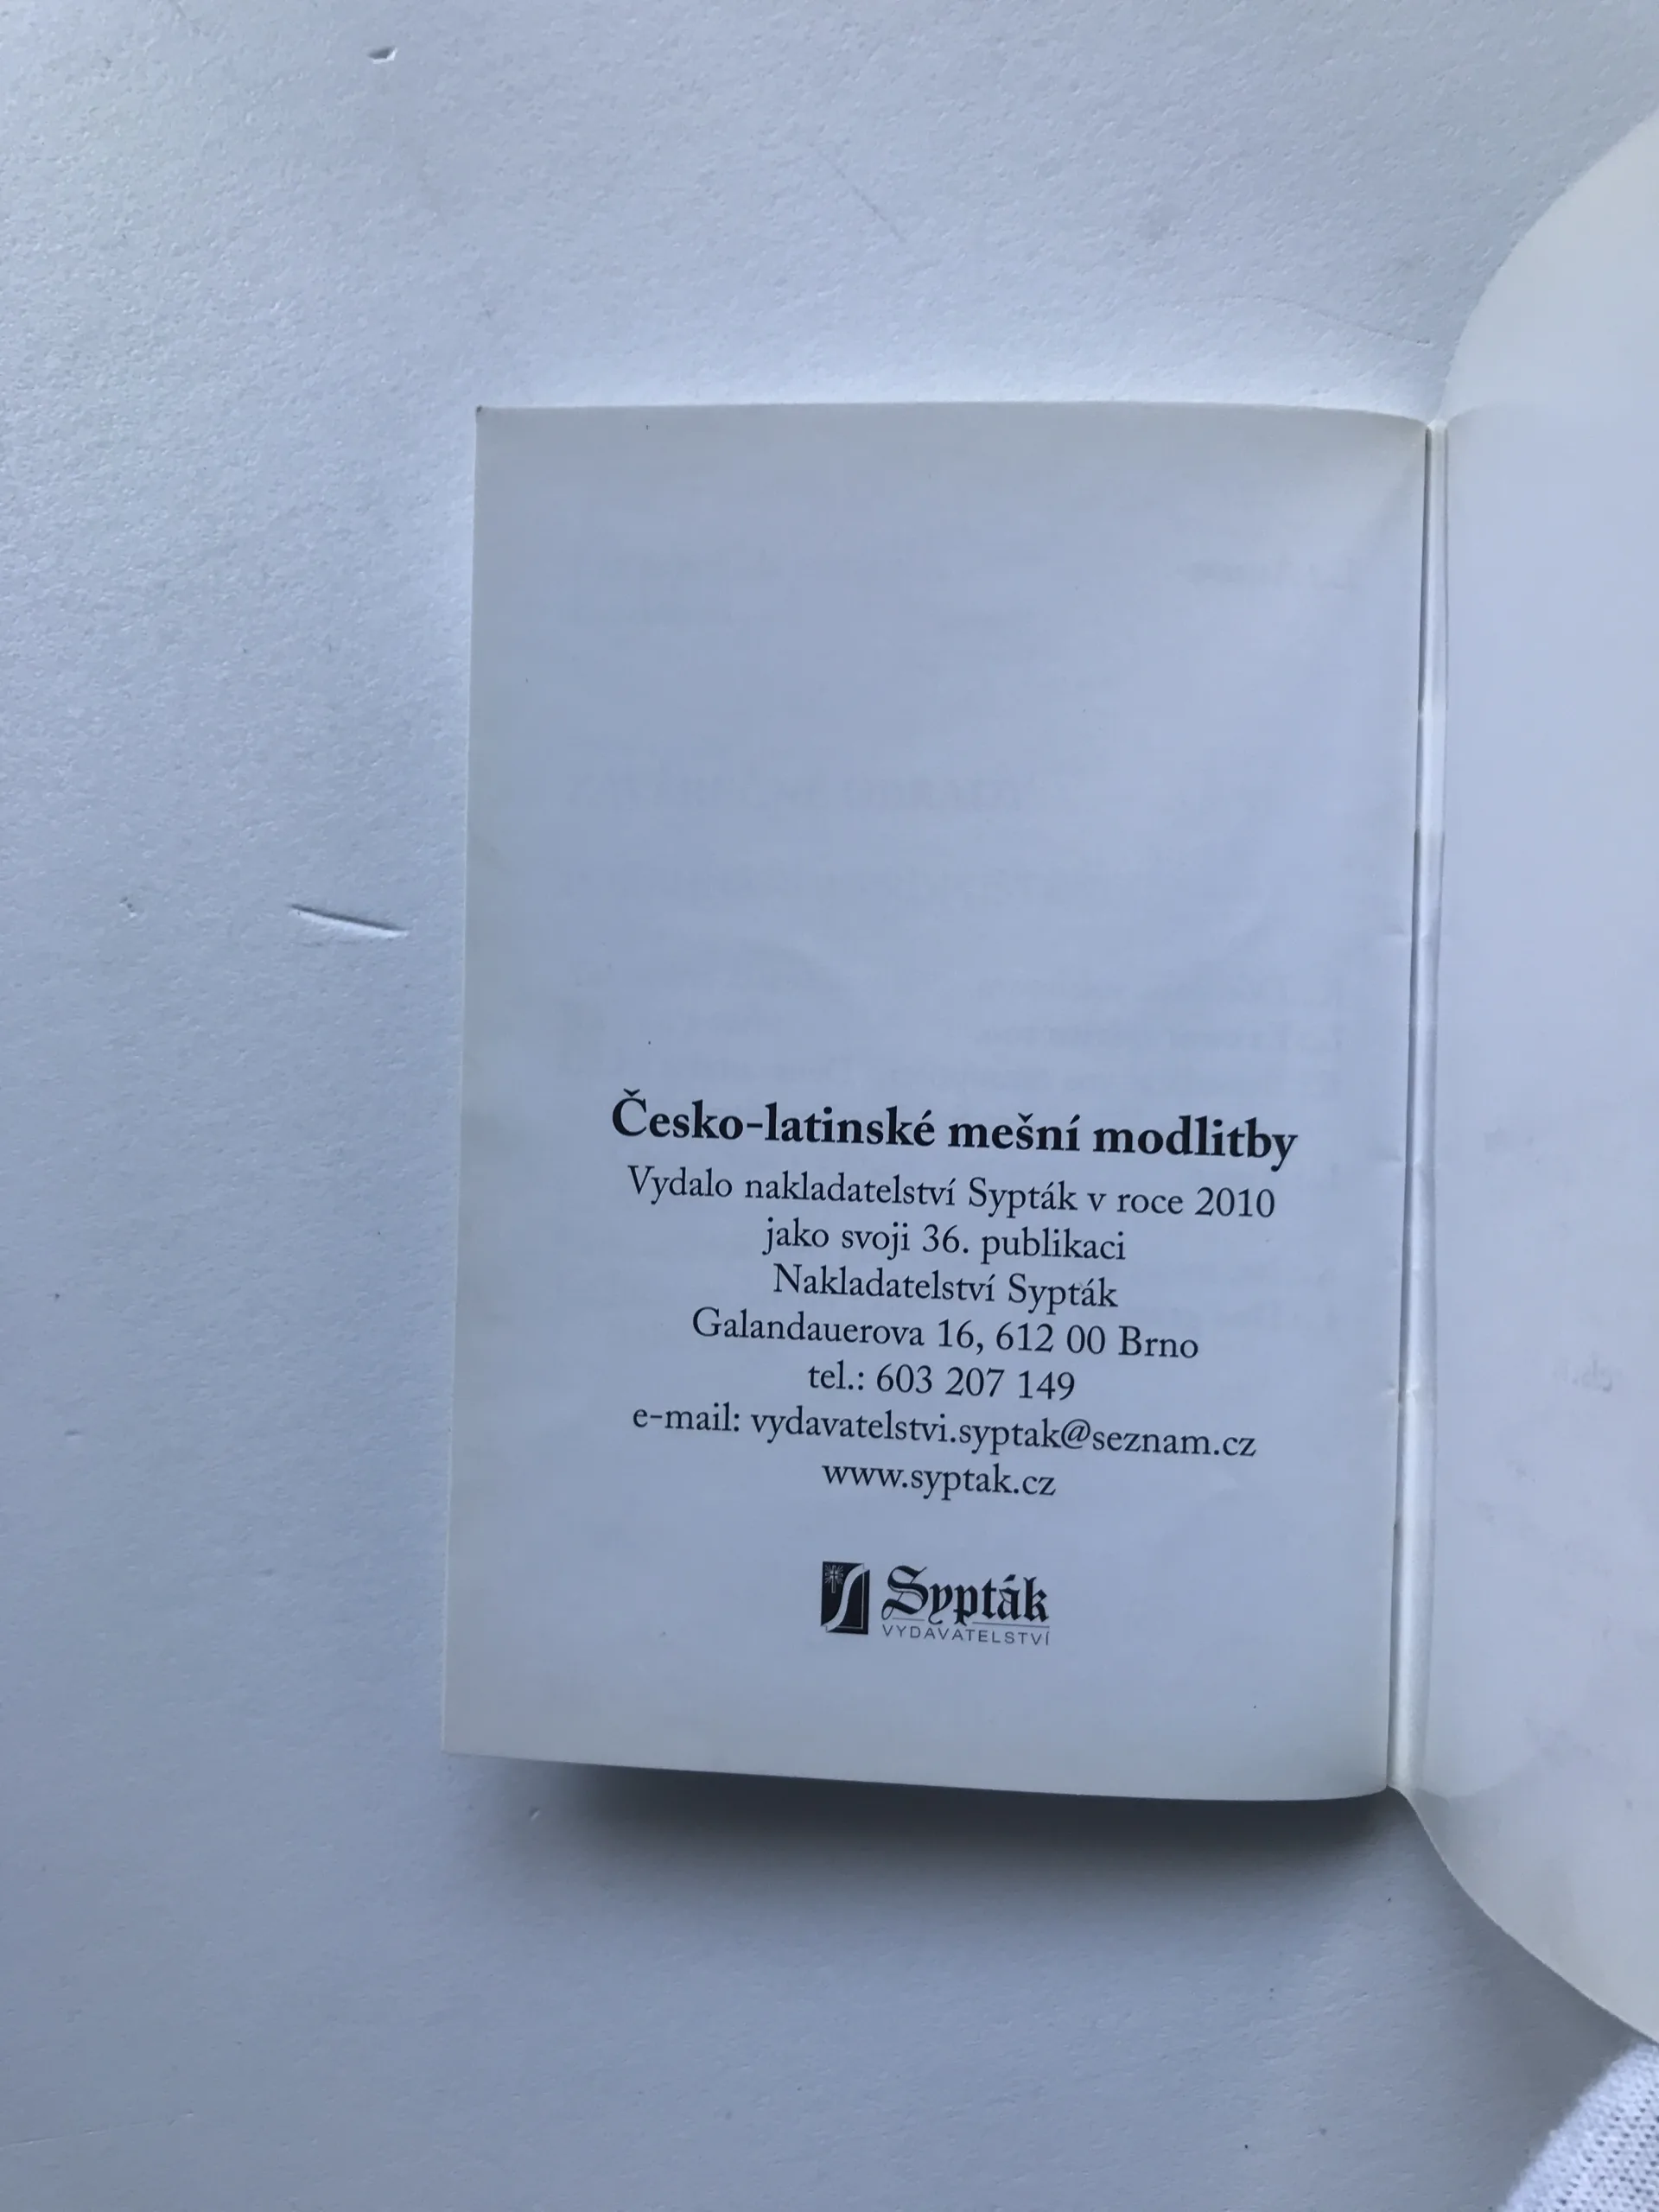 Česko-latinské mešní modlitby
Vydalo nakladatelství Sypták v roce 2010
jako svoji 36. publikaci
Nakladatelství Sypták
Galandauerova 16, 612 00 Brno
tel.: 603 207 149
e-mail: vydavatelstvi.syptak@seznam.cz
www.syptak.cz
Sypták
VYDAVATELSTVÍ